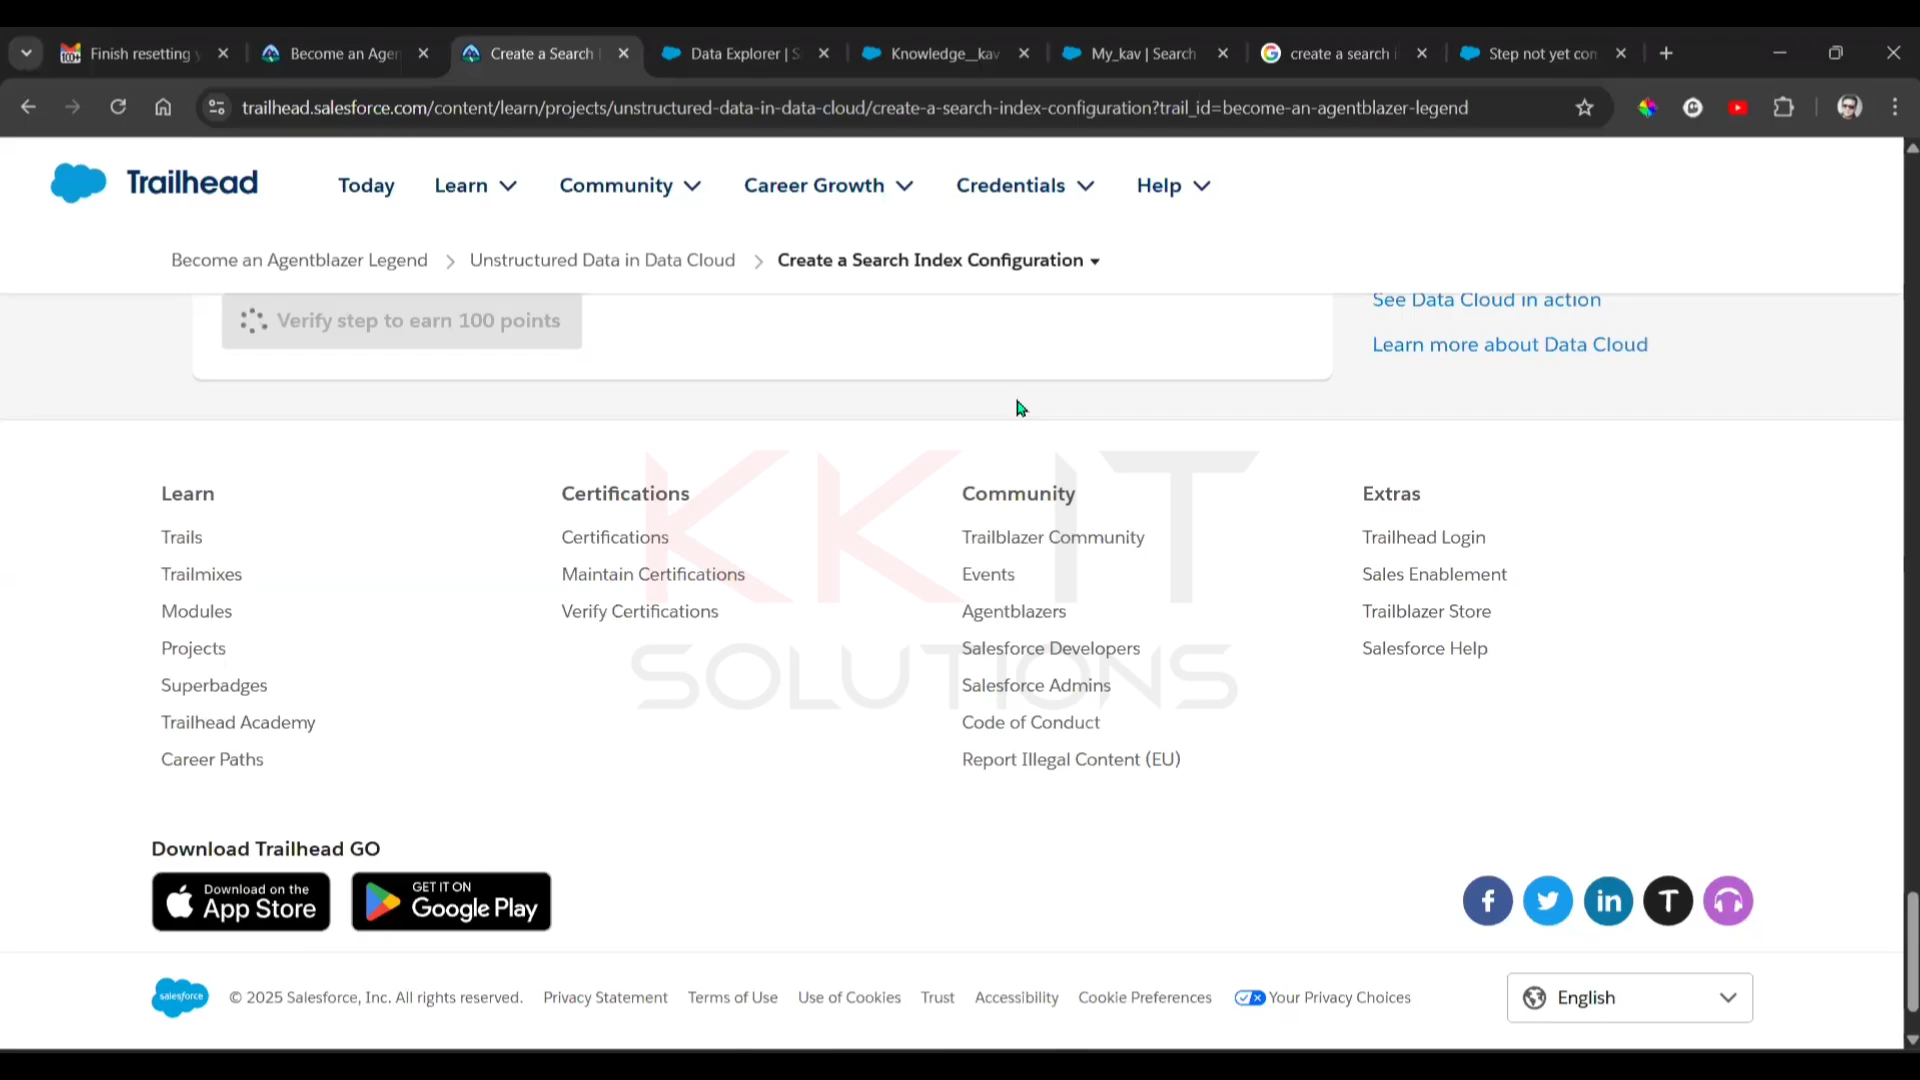 Finish resetting y
Become an Agen
Create a Search I
Data Explorer | S
Knowledge__kav
My_kav | Search
create a search i
Step not yet con
trailhead.salesforce.com/content/learn/projects/unstructured-data-in-data-cloud/create-a-search-index-configuration?trail_id=become-an-agentblazer-legend
Trailhead
Today
Learn
Community
Career Growth
Credentials
Help
Become an Agentblazer Legend > Unstructured Data in Data Cloud > Create a Search Index Configuration
Verify step to earn 100 points
See Data Cloud in action
Learn more about Data Cloud
KK IT
SOLUTIONS
Learn
Trails
Trailmixes
Modules
Projects
Superbadges
Trailhead Academy
Career Paths
Certifications
Certifications
Maintain Certifications
Verify Certifications
Community
Trailblazer Community
Events
Agentblazers
Salesforce Developers
Salesforce Admins
Code of Conduct
Report Illegal Content (EU)
Extras
Trailhead Login
Sales Enablement
Trailblazer Store
Salesforce Help
Download Trailhead GO
Download on the
App Store
GET IT ON
Google Play
salesforce
© 2025 Salesforce, Inc. All rights reserved.
Privacy Statement
Terms of Use
Use of Cookies
Trust
Accessibility
Cookie Preferences
Your Privacy Choices
English